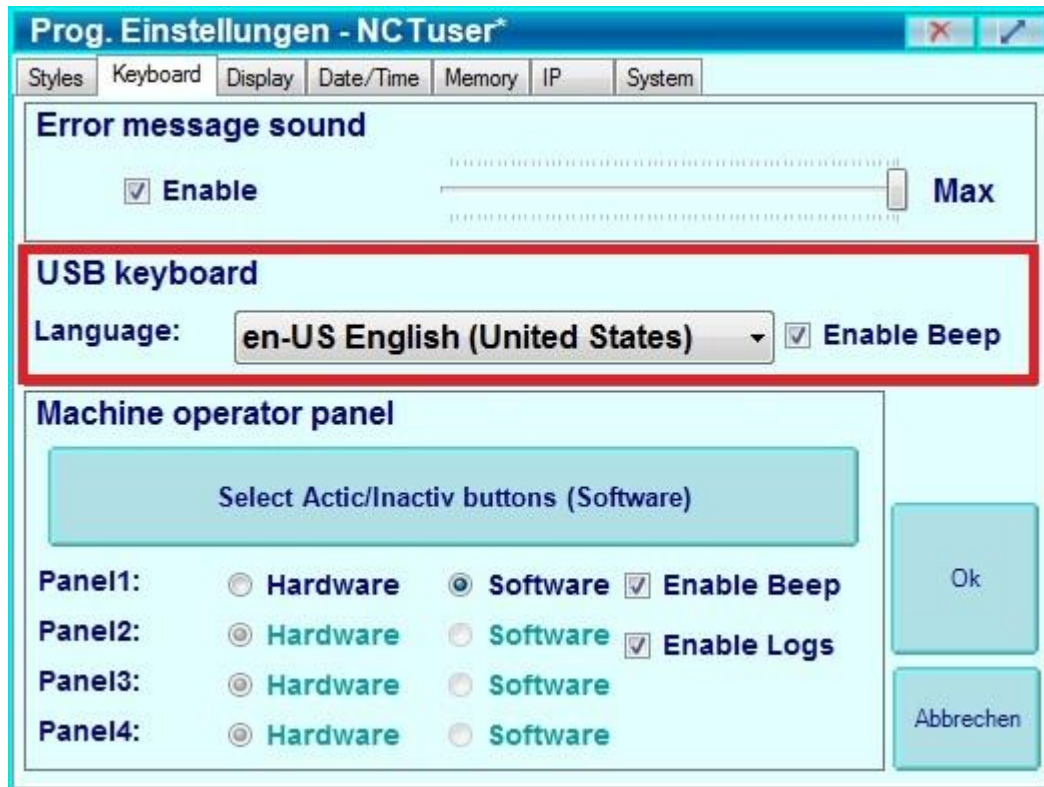 Prog. Einstellungen - NCTuser*
Styles Keyboard Display Date/Time Memory IP System
Error message sound
Enable Max
USB keyboard
Language: en-US English (United States) Enable Beep
Machine operator panel
Select Actic/Inactiv buttons (Software)
Panel1: Hardware Software Enable Beep
Panel2: Hardware Software Enable Logs
Panel3: Hardware Software
Panel4: Hardware Software
Ok
Abbrechen